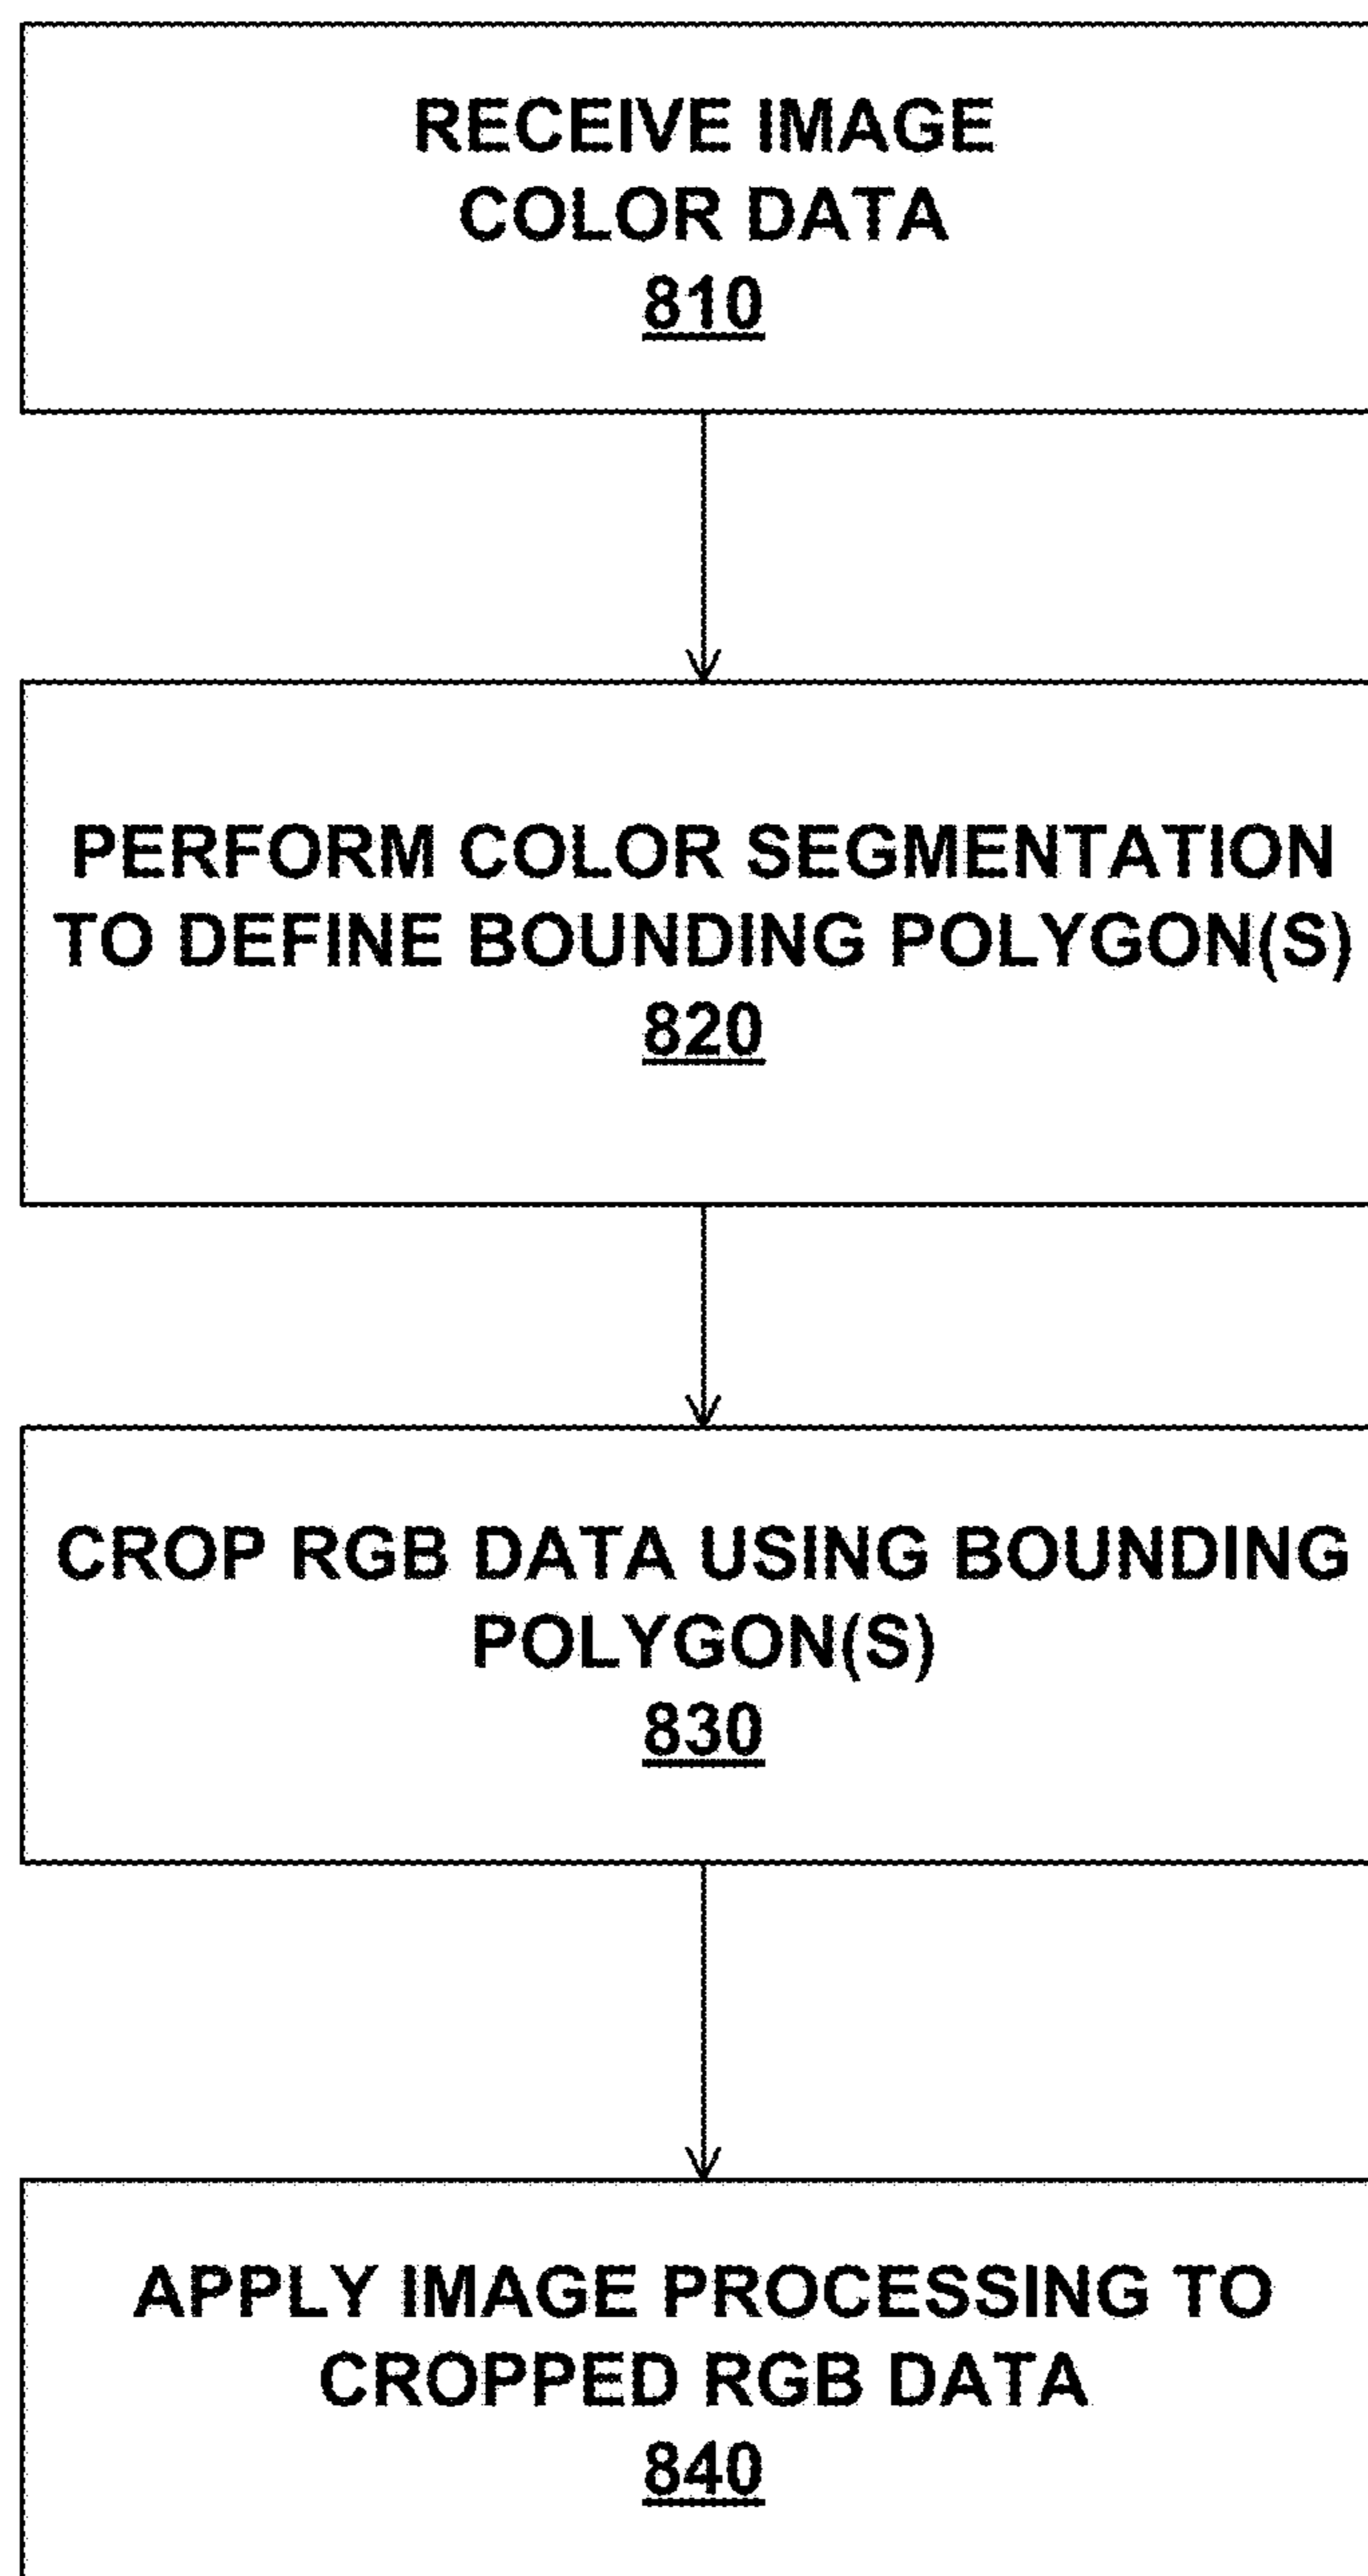 RECEIVE IMAGE
COLOR DATA
810
PERFORM COLOR SEGMENTATION
TO DEFINE BOUNDING POLYGON(S)
820
CROP RGB DATA USING BOUNDING
POLYGON(S)
830
APPLY IMAGE PROCESSING TO
CROPPED RGB DATA
840